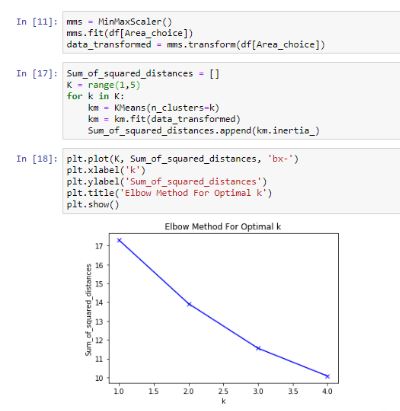 In [11]: mms = MinMaxScaler()
mms.fit(df[Area_choice])
data_transformed = mms.transform(df[Area_choice])
In [17]: Sum_of_squared_distances = []
K = range(1,5)
for k in K:
km = KMeans(n_clusters=k)
km = km.fit(data_transformed)
Sum_of_squared_distances.append(km.inertia_)
In [18]: plt.plot(K, Sum_of_squared_distances, 'bx-')
plt.xlabel('k')
plt.ylabel('Sum_of_squared_distances')
plt.title('Elbow Method For Optimal k')
plt.show()
Elbow Method For Optimal k
Sum_of_squared_distances
17
16
15
14
13
12
11
10
1.0 1.5 2.0 2.5 3.0 3.5 4.0
k